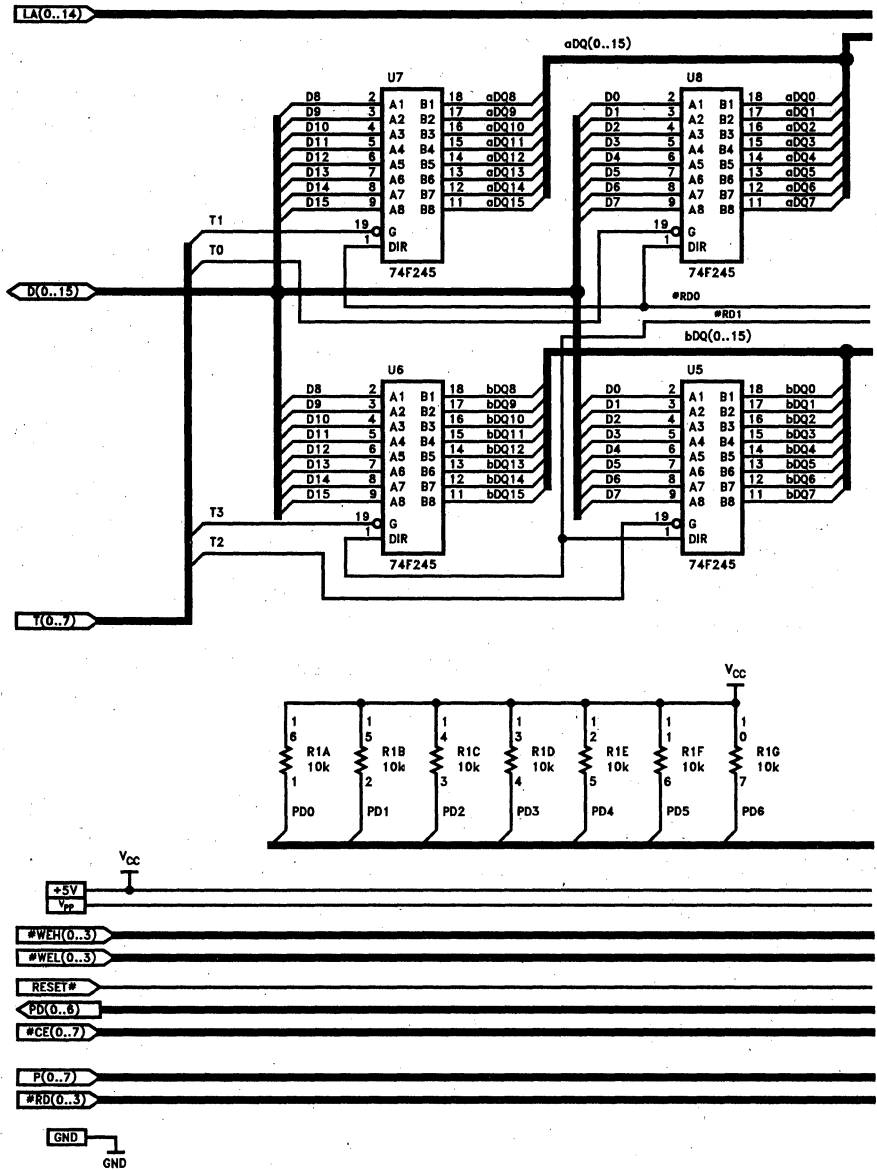 LA(0..14)
aDQ(0..15)
U7
U8
D8 2 A1 B1 18 aDQ8
D9 3 A2 B2 17 aDQ9
D10 4 A3 B3 16 aDQ10
D11 5 A4 B4 15 aDQ11
D12 6 A5 B5 14 aDQ12
D13 7 A6 B6 13 aDQ13
D14 8 A7 B7 12 aDQ14
D15 9 A8 B8 11 aDQ15
19 G
1 DIR
74F245
D0 2 A1 B1 18 aDQ0
D1 3 A2 B2 17 aDQ1
D2 4 A3 B3 16 aDQ2
D3 5 A4 B4 15 aDQ3
D4 6 A5 B5 14 aDQ4
D5 7 A6 B6 13 aDQ5
D6 8 A7 B7 12 aDQ6
D7 9 A8 B8 11 aDQ7
19 G
1 DIR
74F245
T1
T0
D(0..15)
#RD0
#RD1
bDQ(0..15)
U6
U5
D8 2 A1 B1 18 bDQ8
D9 3 A2 B2 17 bDQ9
D10 4 A3 B3 16 bDQ10
D11 5 A4 B4 15 bDQ11
D12 6 A5 B5 14 bDQ12
D13 7 A6 B6 13 bDQ13
D14 8 A7 B7 12 bDQ14
D15 9 A8 B8 11 bDQ15
19 G
1 DIR
74F245
D0 2 A1 B1 18 bDQ0
D1 3 A2 B2 17 bDQ1
D2 4 A3 B3 16 bDQ2
D3 5 A4 B4 15 bDQ3
D4 6 A5 B5 14 bDQ4
D5 7 A6 B6 13 bDQ5
D6 8 A7 B7 12 bDQ6
D7 9 A8 B8 11 bDQ7
19 G
1 DIR
74F245
T3
T2
T(0..7)
VCC
16 15 14 13 12 11 10
R1A R1B R1C R1D R1E R1F R1G
10k 10k 10k 10k 10k 10k 10k
1 2 3 4 5 6 7
PD0 PD1 PD2 PD3 PD4 PD5 PD6
VCC
+5V
VPP
#WEH(0..3)
#WEL(0..3)
RESET#
PD(0..6)
#CE(0..7)
P(0..7)
#RD(0..3)
GND
GND